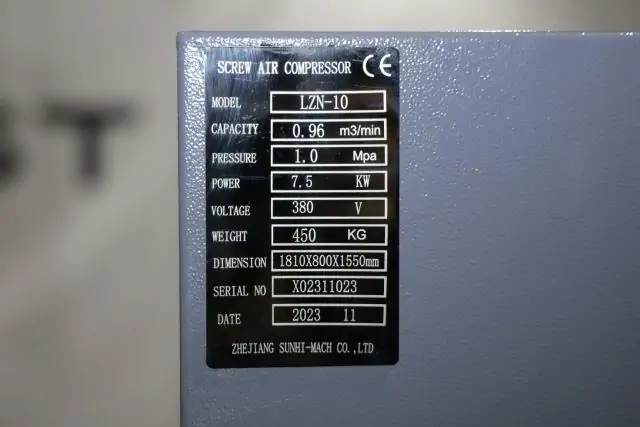 ST
SCREW AIR COMPRESSOR CE
MODEL LZN-10
CAPACITY 0.96 m3/min
PRESSURE 1.0 Mpa
POWER 7.5 KW
VOLTAGE 380 V
WEIGHT 450 KG
DIMENSION 1810X800X1550mm
SERIAL NO X02311023
DATE 2023 11
ZHEJIANG SUNHI-MACH CO.,LTD